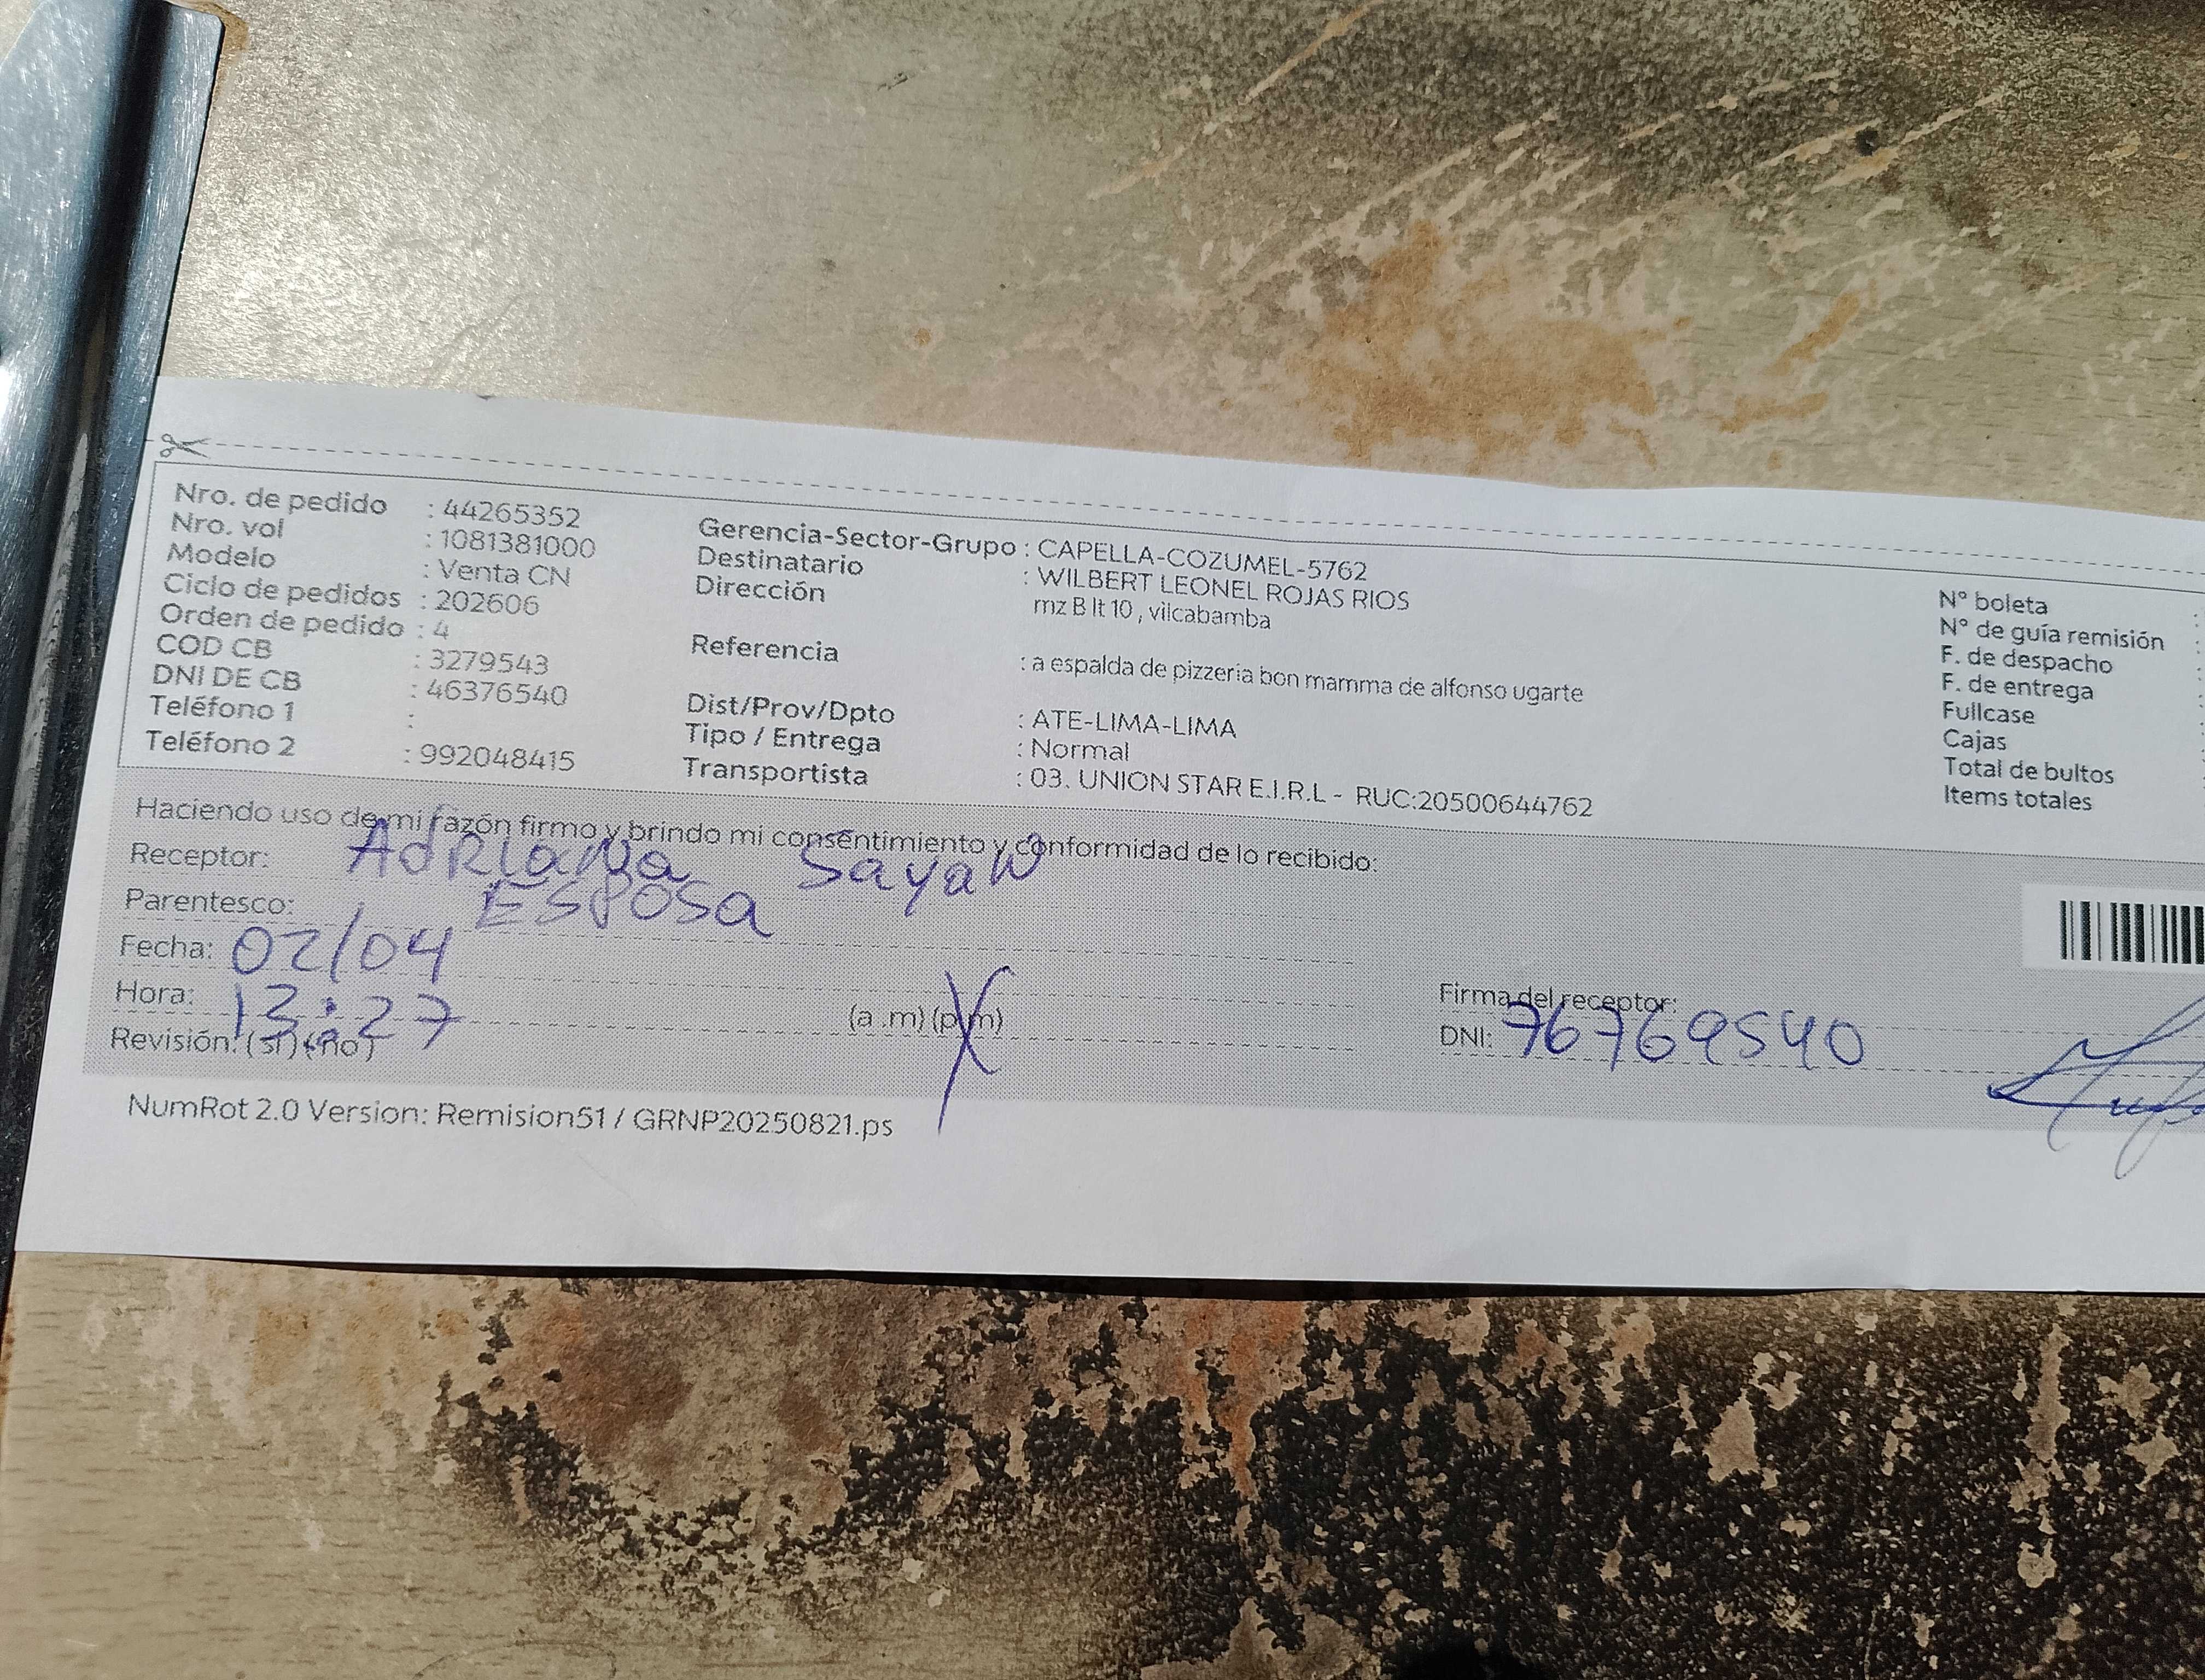 Nro. de pedido : 44265352
Nro. vol : 1081381000
Modelo : Venta CN
Ciclo de pedidos : 202606
Orden de pedido : 4
COD CB : 3279543
DNI DE CB : 46376540
Teléfono 1 :
Teléfono 2 : 992048415
Gerencia-Sector-Grupo : CAPELLA-COZUMEL-5762
Destinatario : WILBERT LEONEL ROJAS RIOS
Dirección mz B lt 10 , vilcabamba
Referencia : a espalda de pizzeria bon mamma de alfonso ugarte
Dist/Prov/Dpto : ATE-LIMA-LIMA
Tipo / Entrega : Normal
Transportista : 03. UNION STAR E.I.R.L - RUC:20500644762
N° boleta :
N° de guía remisión :
F. de despacho :
F. de entrega
Fullcase
Cajas
Total de bultos
Items totales
Haciendo uso de mi razón firmo y brindo mi consentimiento y conformidad de lo recibido:
Receptor: Adriana Sayan
Parentesco: Esposa
Fecha: 02/04
Hora: 12:27 (a .m) (p.m)
Revisión: (si) (no)
Firma del receptor:
DNI: 76769540
NumRot 2.0 Version: Remision51 / GRNP20250821.ps